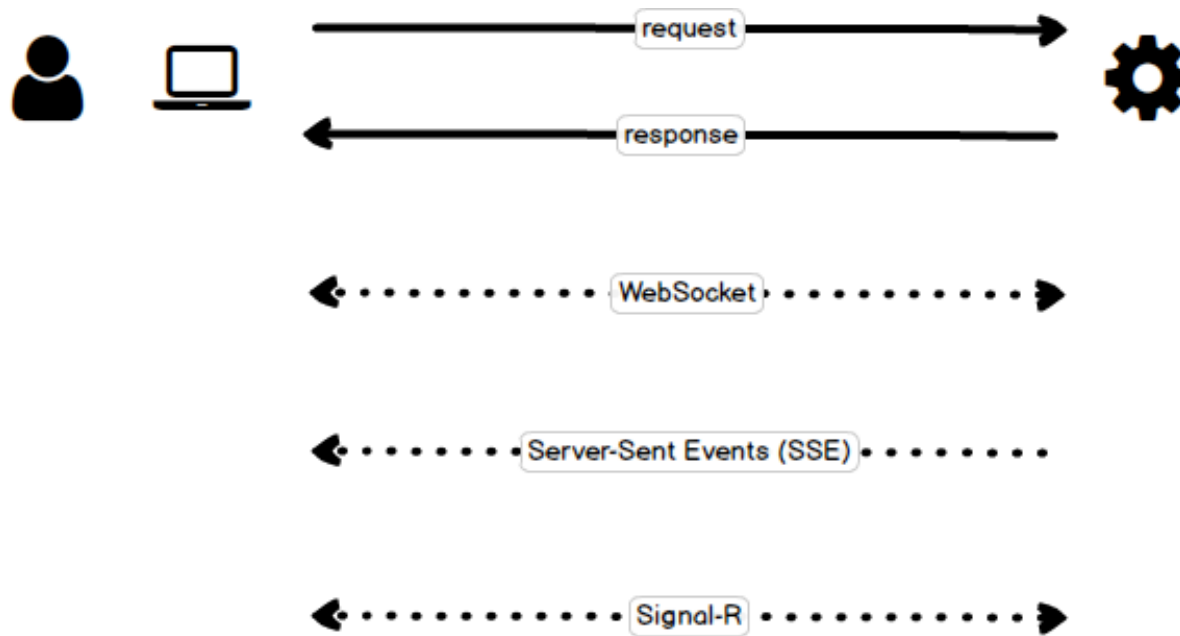 request
response
WebSocket
Server-Sent Events (SSE)
Signal-R